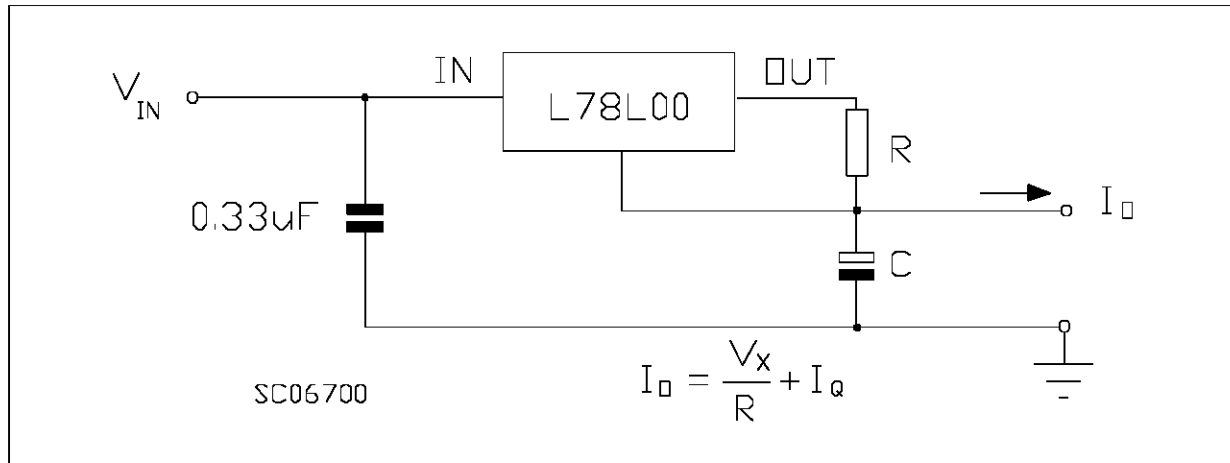 V_IN
IN
L78L00
OUT
R
0.33uF
I_O
C
I_O = V_X/R + I_Q
SC06700